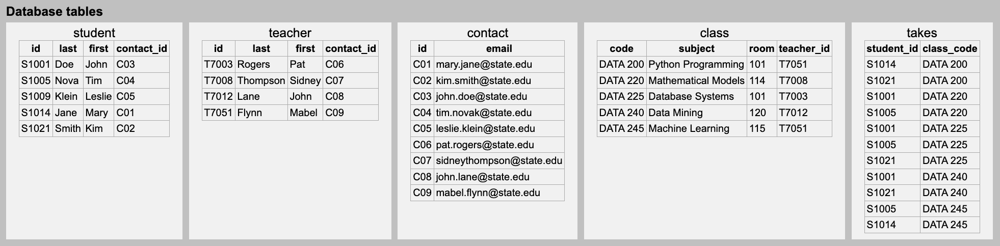 Database tables
student
id last first contact_id
S1001 Doe John C03
S1005 Nova Tim C04
S1009 Klein Leslie C05
S1014 Jane Mary C01
S1021 Smith Kim C02
teacher
id last first contact_id
T7003 Rogers Pat C06
T7008 Thompson Sidney C07
T7012 Lane John C08
T7051 Flynn Mabel C09
contact
id email
C01 mary.jane@state.edu
C02 kim.smith@state.edu
C03 john.doe@state.edu
C04 tim.novak@state.edu
C05 leslie.klein@state.edu
C06 pat.rogers@state.edu
C07 sidneythompson@state.edu
C08 john.lane@state.edu
C09 mabel.flynn@state.edu
class
code subject room teacher_id
DATA 200 Python Programming 101 T7051
DATA 220 Mathematical Models 114 T7008
DATA 225 Database Systems 101 T7003
DATA 240 Data Mining 120 T7012
DATA 245 Machine Learning 115 T7051
takes
student_id class_code
S1014 DATA 200
S1021 DATA 200
S1001 DATA 220
S1005 DATA 220
S1001 DATA 225
S1005 DATA 225
S1021 DATA 225
S1001 DATA 240
S1021 DATA 240
S1005 DATA 245
S1014 DATA 245